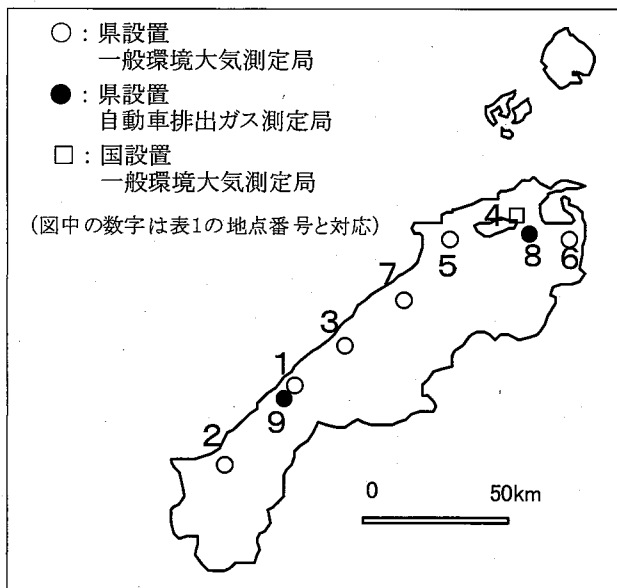 ○：県設置
一般環境大気測定局
●：県設置
自動車排出ガス測定局
□：国設置
一般環境大気測定局
(図中の数字は表1の地点番号と対応)
4
5
8
6
7
3
1
9
2
0 50km